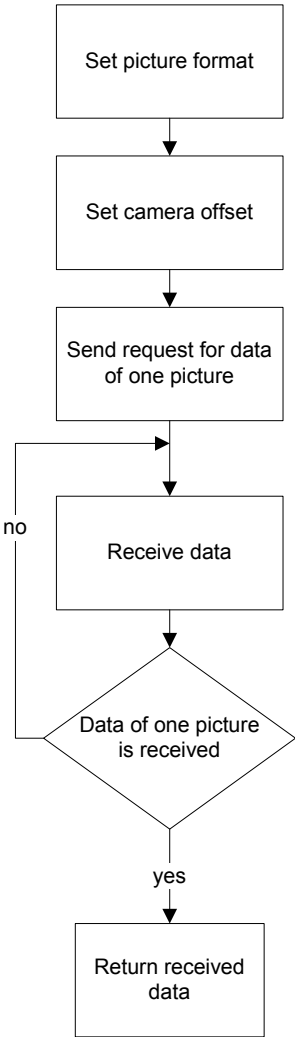 Set picture format
Set camera offset
Send request for data
of one picture
no
Receive data
Data of one picture
is received
yes
Return received
data